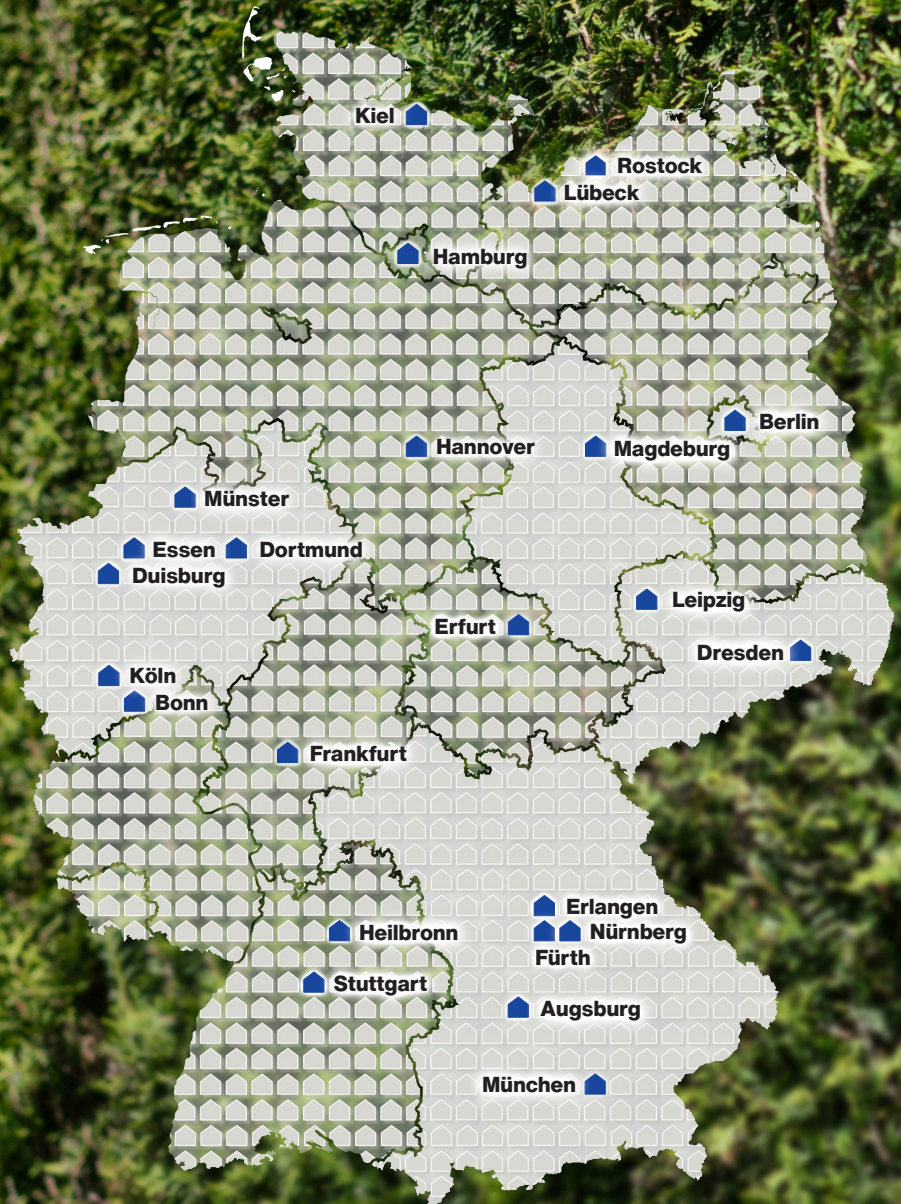 Kiel
Rostock
Lübeck
Hamburg
Berlin
Hannover
Magdeburg
Münster
Essen
Dortmund
Duisburg
Leipzig
Erfurt
Dresden
Köln
Bonn
Frankfurt
Erlangen
Heilbronn
Nürnberg
Fürth
Stuttgart
Augsburg
München